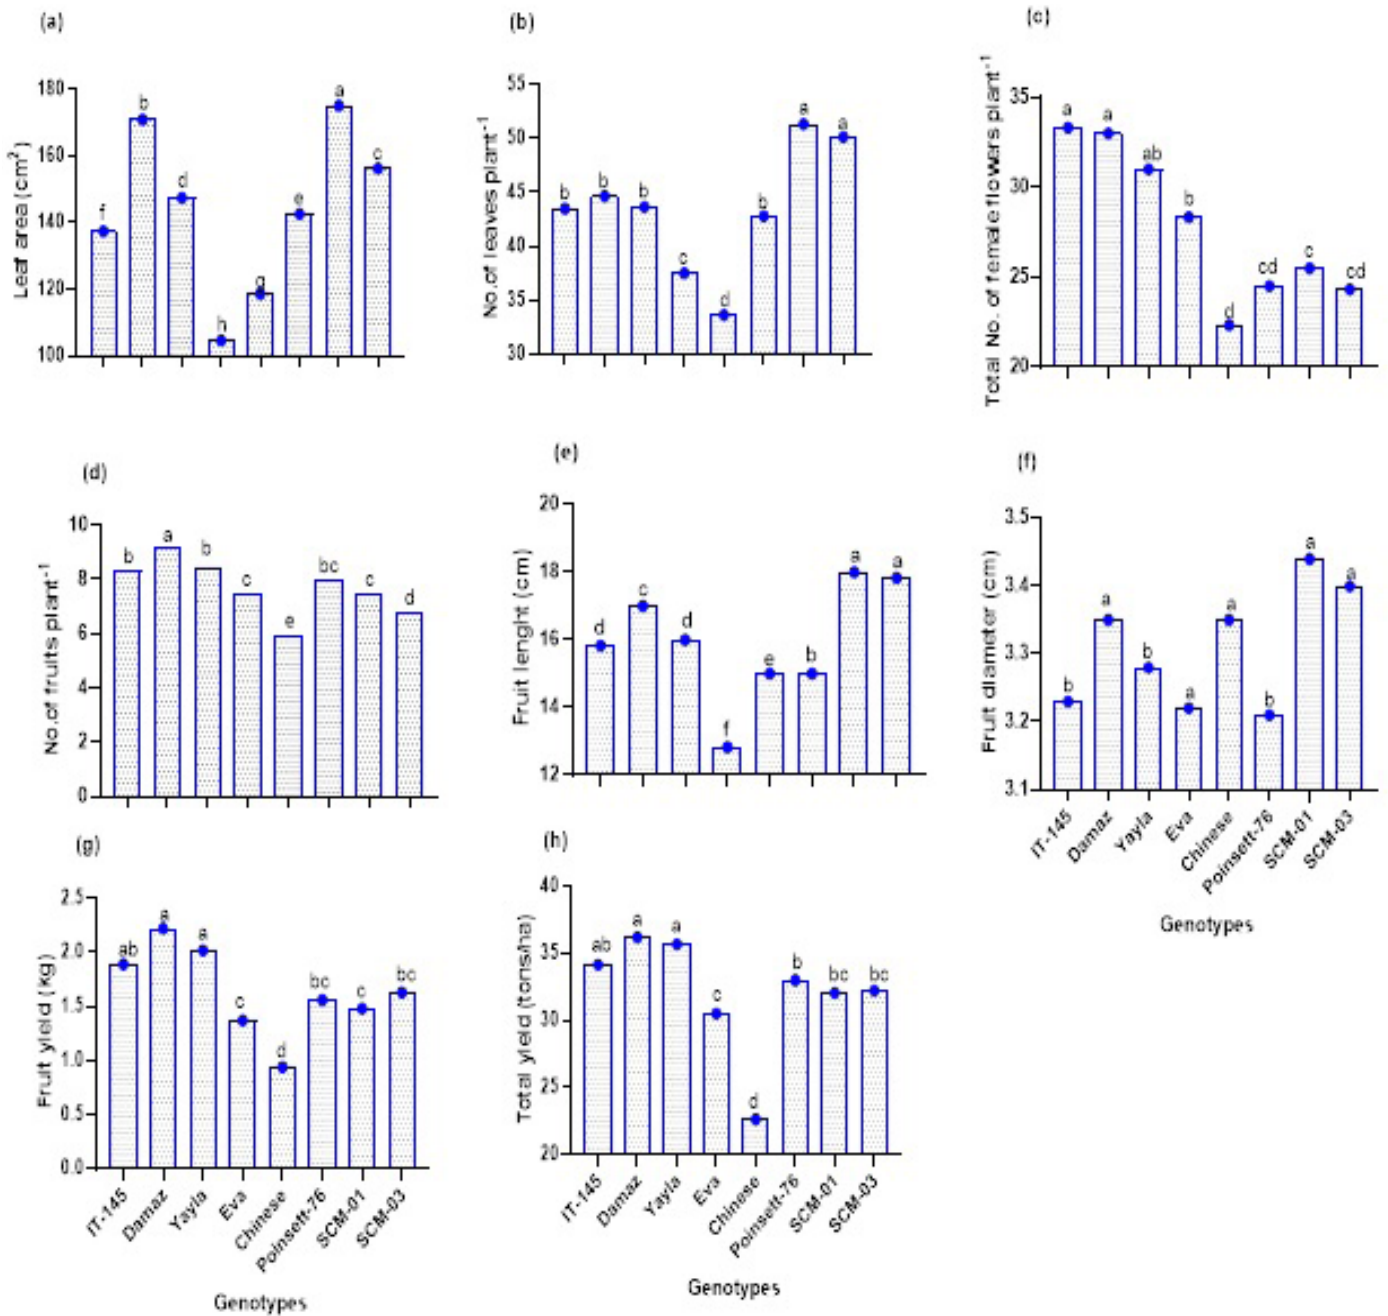 (a)
Leaf area (cm²)
180
160
140
120
100
f b d h g e a c
(b)
No.of leaves plant⁻¹
55
50
45
40
35
30
b b b c d b a a
(c)
Total No. of female flowers plant⁻¹
35
30
25
20
a a ab b d cd c cd
(d)
No.of fruits plant⁻¹
10
8
6
4
2
0
b a b c e bc c d
(e)
Fruit lenght (cm)
20
18
16
14
12
d c d f e b a a
(f)
Fruit diameter (cm)
3.5
3.4
3.3
3.2
3.1
b a b a a b a a
IT-145 Damaz Yayla Eva Chinese Poinsett-76 SCM-01 SCM-03
Genotypes
(g)
Fruit yield (kg)
2.5
2.0
1.5
1.0
0.5
0.0
ab a a c d bc c bc
IT-145 Damaz Yayla Eva Chinese Poinsett-76 SCM-01 SCM-03
Genotypes
(h)
Total yield (tons/ha)
40
35
30
25
20
ab a a c d b bc bc
IT-145 Damaz Yayla Eva Chinese Poinsett-76 SCM-01 SCM-03
Genotypes